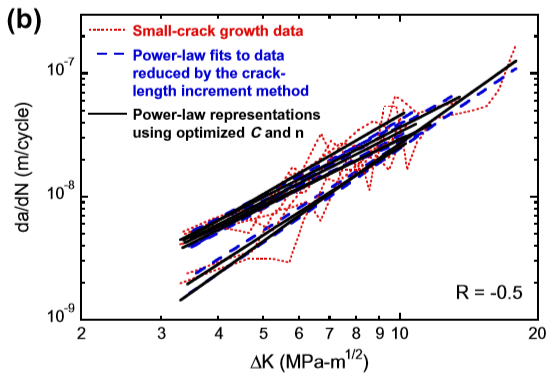 (b)
Small-crack growth data
Power-law fits to data
reduced by the crack-
length increment method
Power-law representations
using optimized C and n
10^-7
10^-8
10^-9
da/dN (m/cycle)
R = -0.5
2 3 4 5 6 7 8 9 10 20
ΔK (MPa-m^1/2)